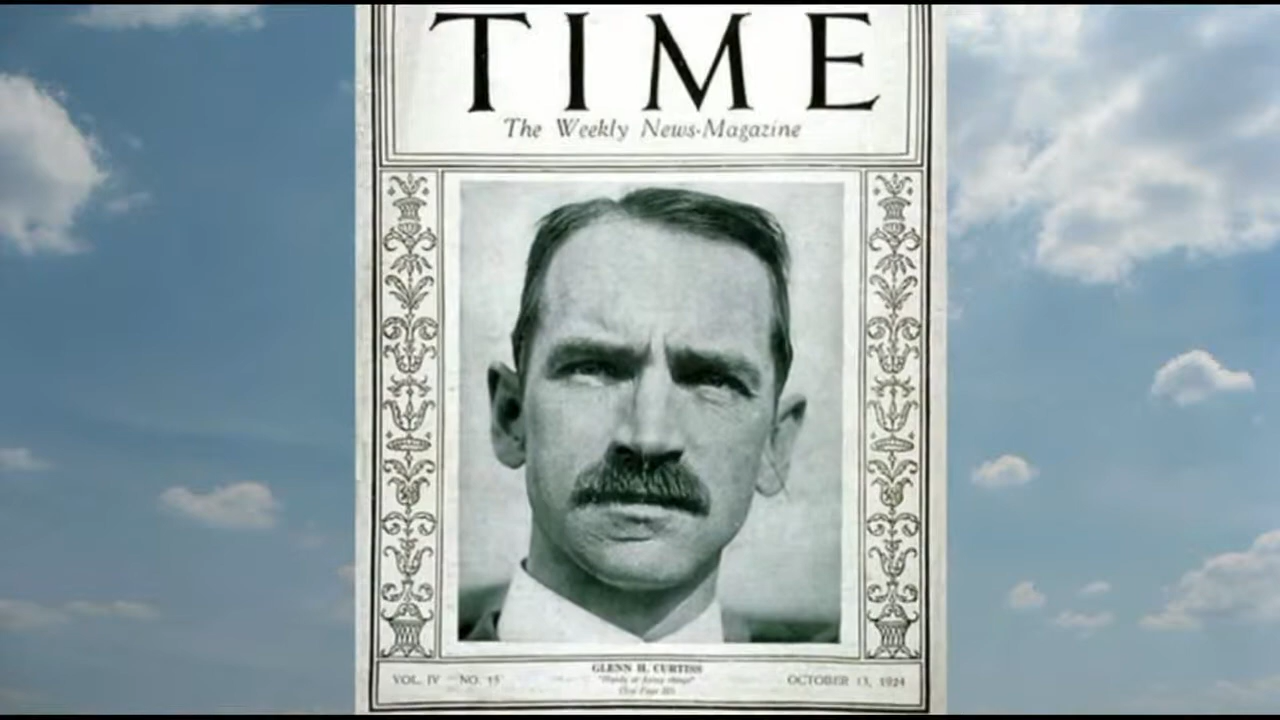 TIME
The Weekly News-Magazine
GLENN H. CURTISS
VOL. IV NO. 15
OCTOBER 13, 1924